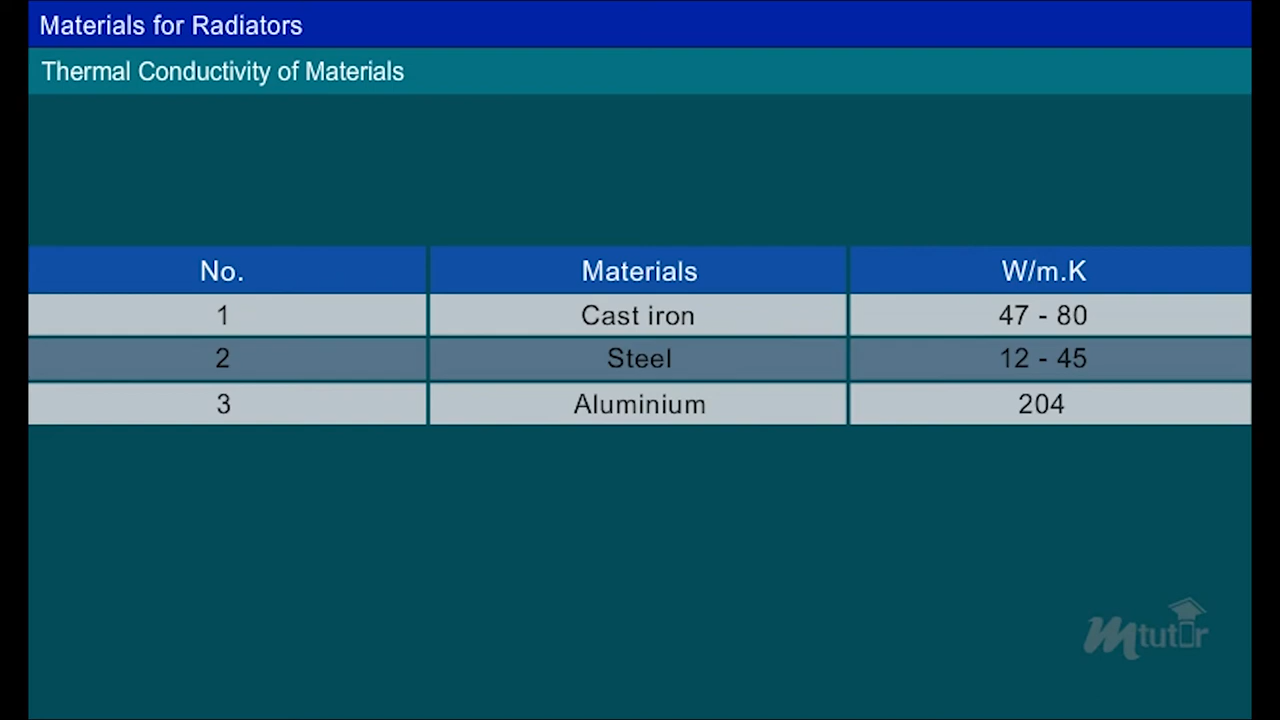 Materials for Radiators
Thermal Conductivity of Materials
No. Materials W/m.K
1 Cast iron 47 - 80
2 Steel 12 - 45
3 Aluminium 204
Mtutor